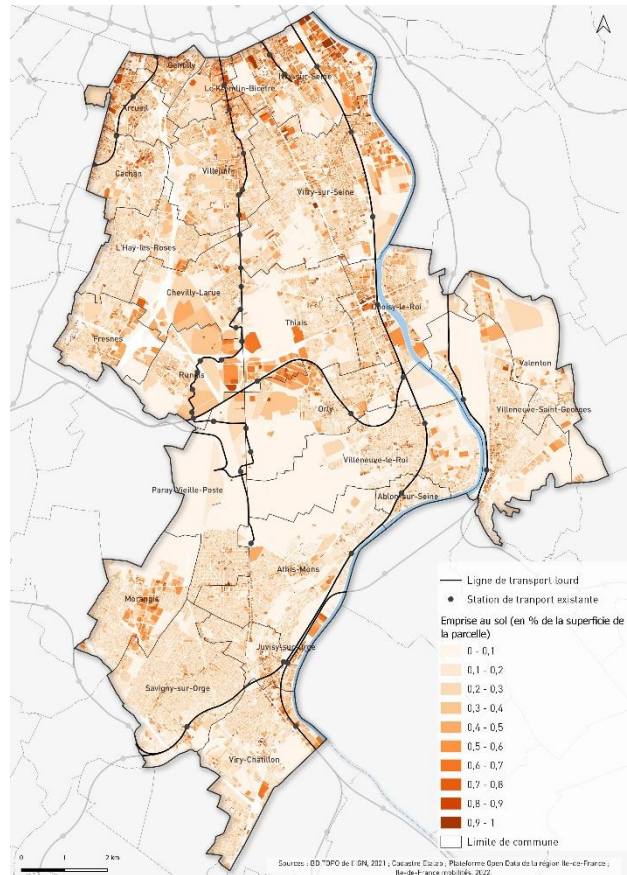 Gentilly
Le Kremlin-Bicêtre
Ivry-sur-Seine
Arcueil
Cachan
Villejuif
Vitry-sur-Seine
L'Haÿ-les-Roses
Chevilly-Larue
Choisy-le-Roi
Thiais
Fresnes
Rungis
Valenton
Orly
Villeneuve-Saint-Georges
Villeneuve-le-Roi
Paray-Vieille-Poste
Ablon-sur-Seine
Athis-Mons
Morangis
Juvisy-sur-Orge
Savigny-sur-Orge
Viry-Châtillon
Ligne de transport lourd
Station de tranport existante
Emprise au sol (en % de la superficie de
la parcelle)
0 - 0,1
0,1 - 0,2
0,2 - 0,3
0,3 - 0,4
0,4 - 0,5
0,5 - 0,6
0,6 - 0,7
0,7 - 0,8
0,8 - 0,9
0,9 - 1
Limite de commune
0 1 2 km
Sources : BD TOPO de l'IGN, 2021 ; Cadastre Etalab ; Plateforme Open Data de la région Ile-de-France ;
Ile-de-France mobilités, 2022.